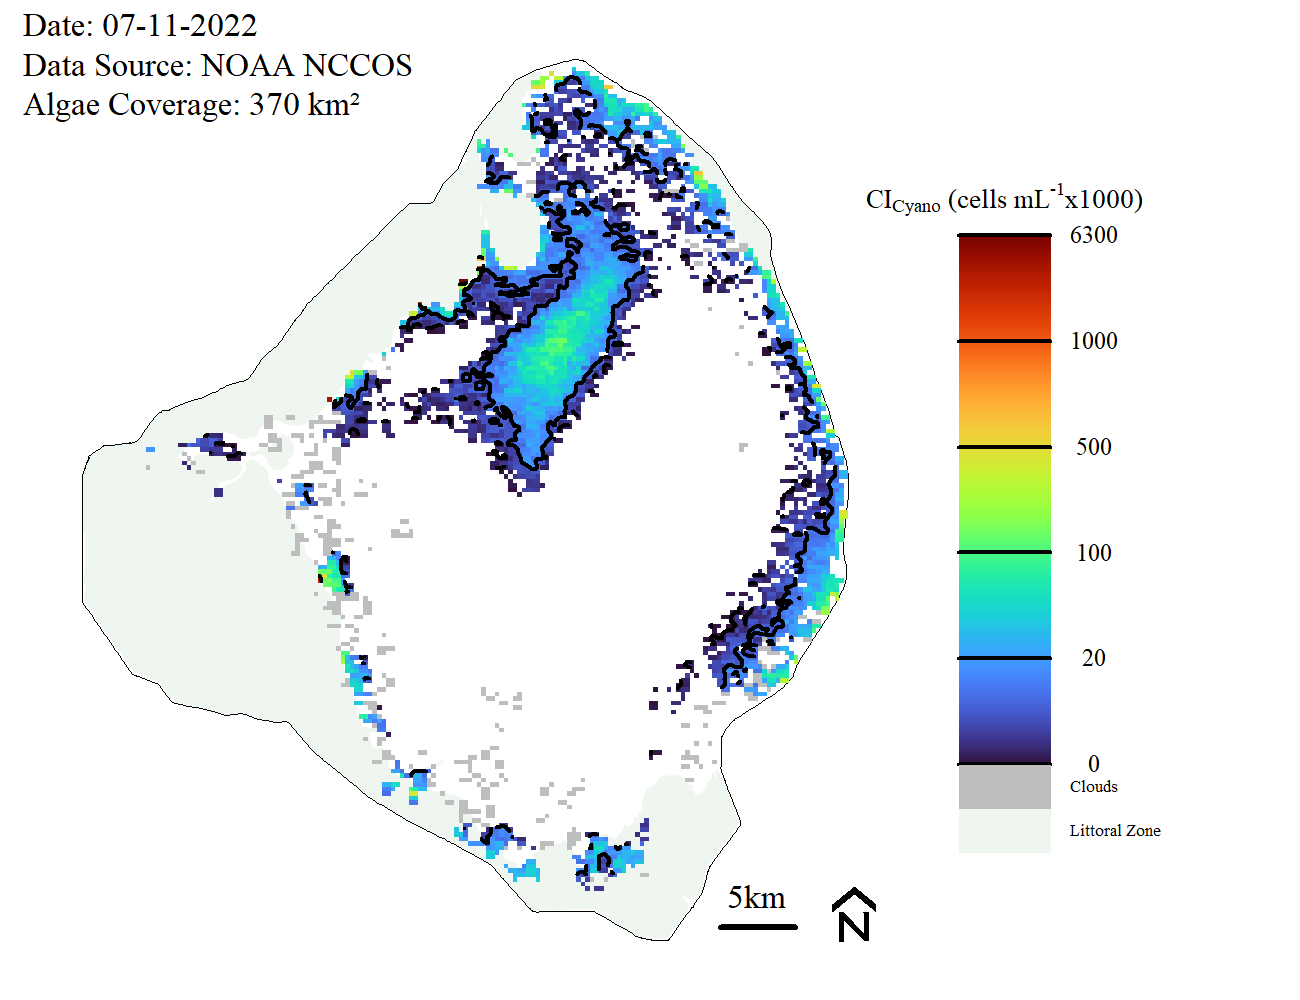 Date: 07-11-2022
Data Source: NOAA NCCOS
Algae Coverage: 370 km²
CI_Cyano (cells mL⁻¹x1000)
6300
1000
500
100
20
0
Clouds
Littoral Zone
5km
N